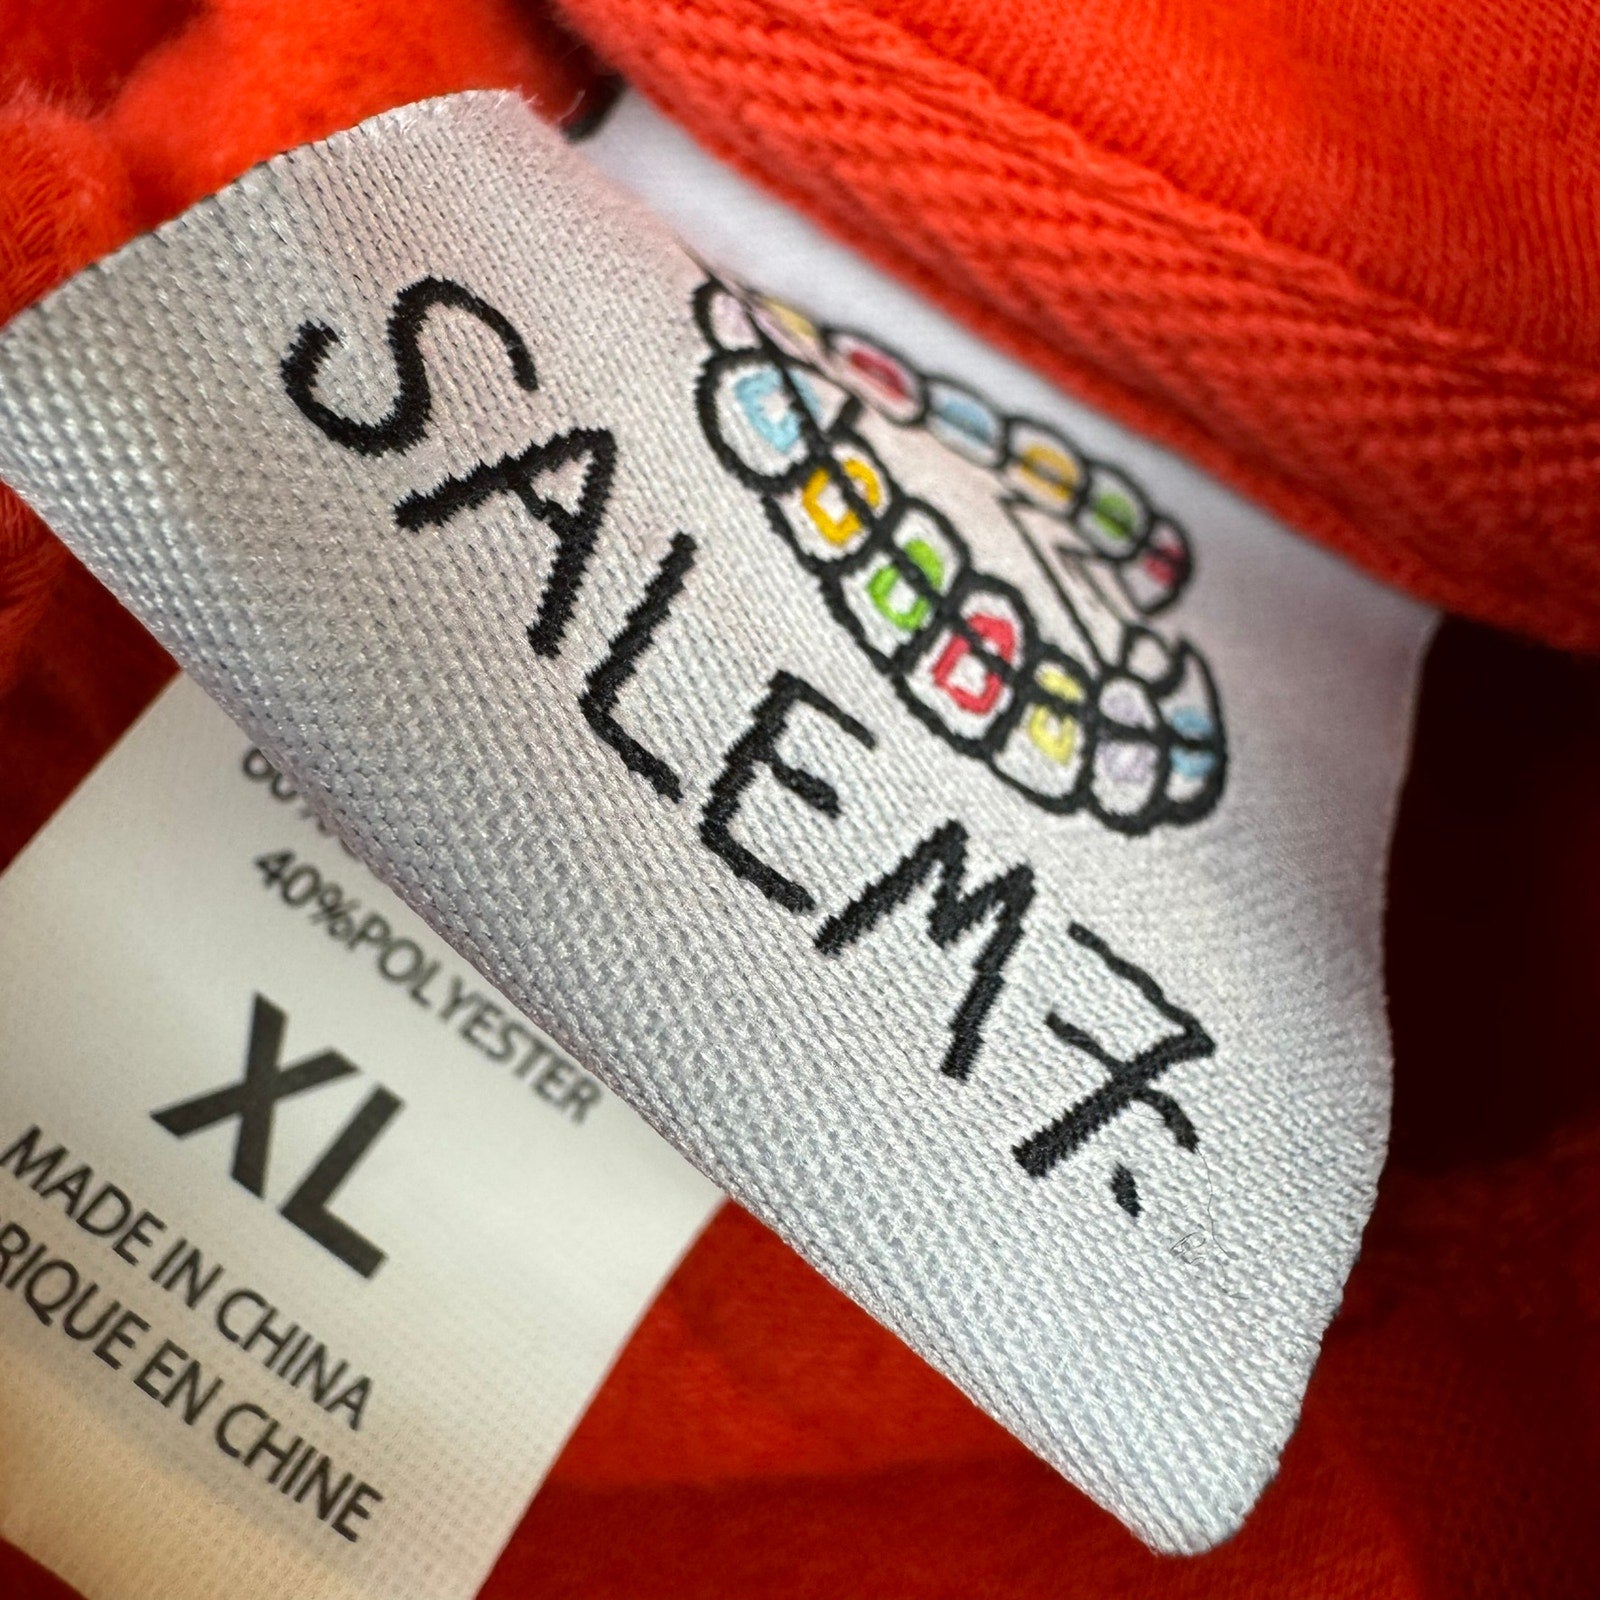 SALEM7.
40%POLYESTER
XL
MADE IN CHINA
RIQUE EN CHINE